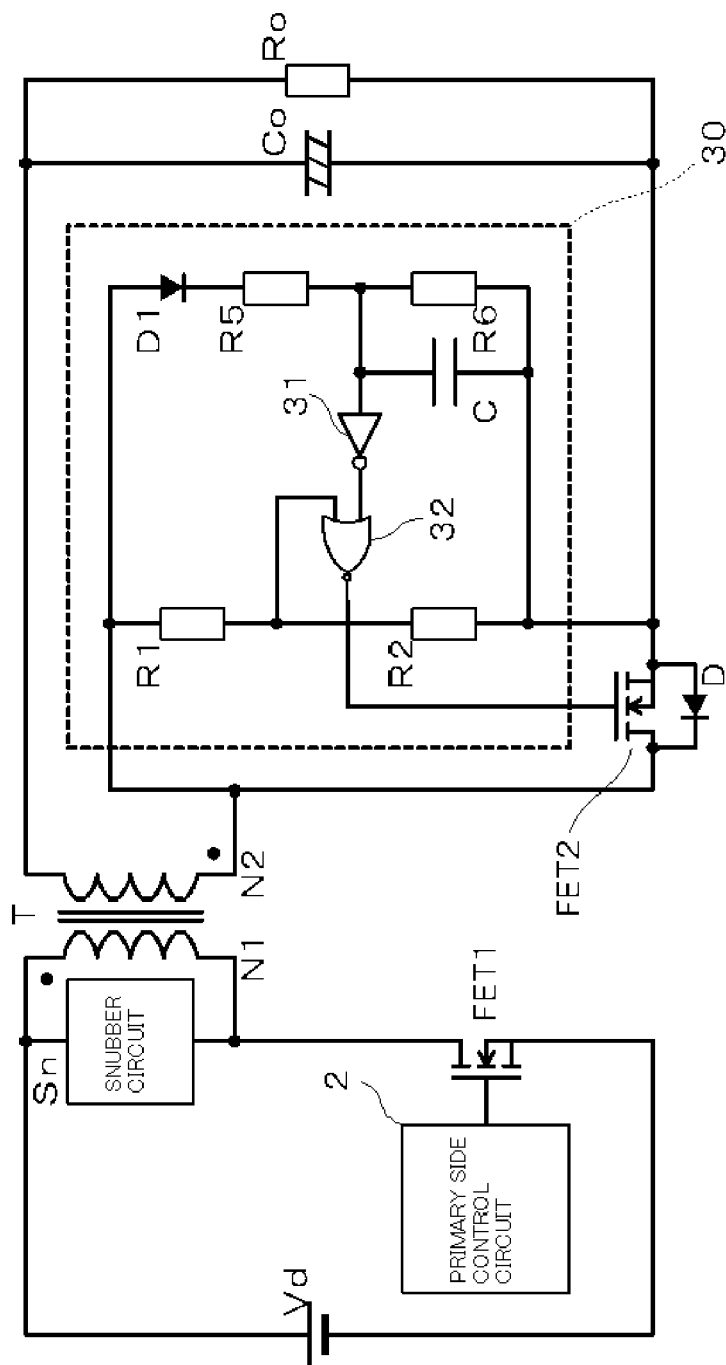 Vd
Sn
SNUBBER
CIRCUIT
T
N1
N2
2
PRIMARY SIDE
CONTROL
CIRCUIT
FET1
FET2
D
R1
R2
32
31
D1
R5
R6
C
Co
Ro
30